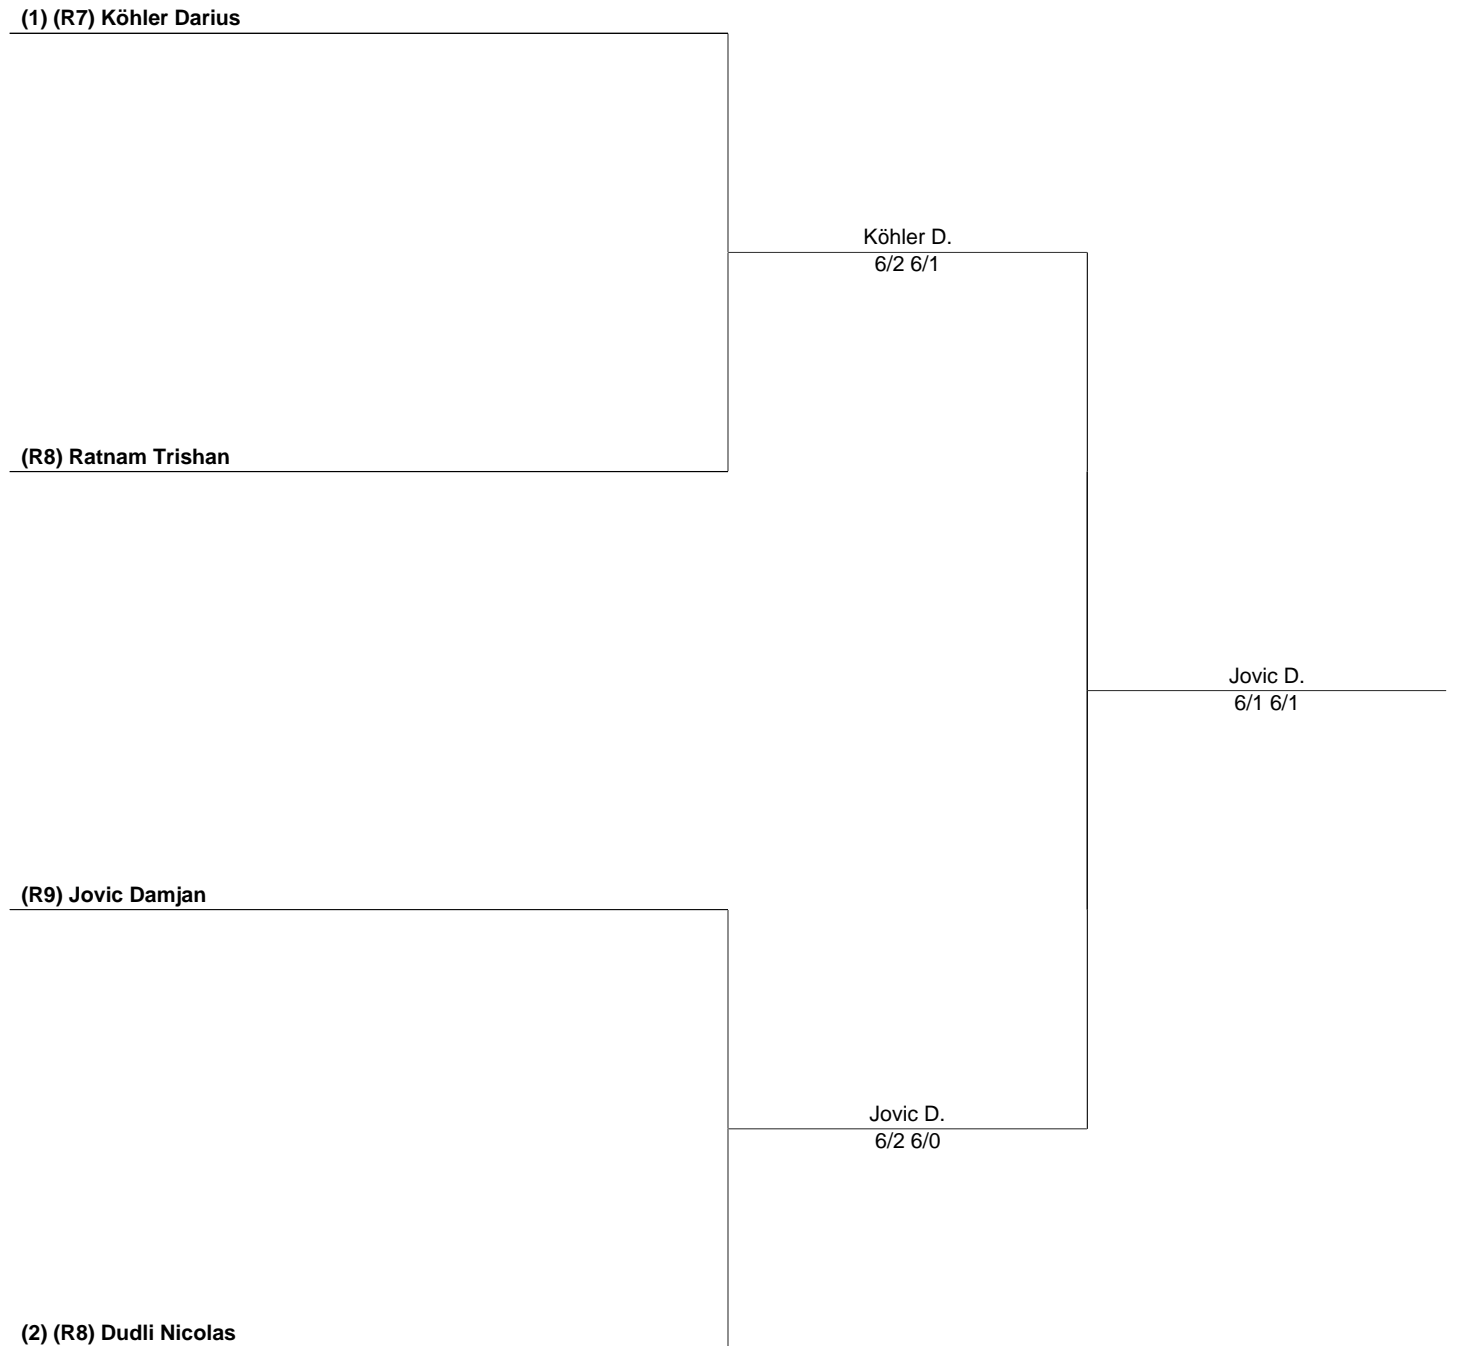 (1) (R7) Köhler Darius
Köhler D.
6/2 6/1
(R8) Ratnam Trishan
Jovic D.
6/1 6/1
(R9) Jovic Damjan
Jovic D.
6/2 6/0
(2) (R8) Dudli Nicolas